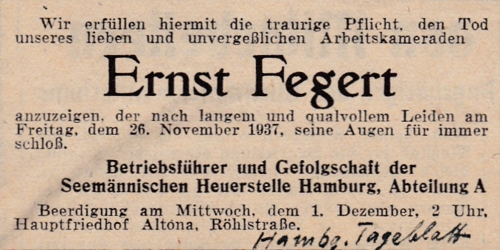 Wir erfüllen hiermit die traurige Pflicht, den Tod
unseres lieben und unvergeßlichen Arbeitskameraden
Ernst Fegert
anzuzeigen, der nach langem und qualvollem Leiden am
Freitag, dem 26. November 1937, seine Augen für immer
schloß.
Betriebsführer und Gefolgschaft der
Seemännischen Heuerstelle Hamburg, Abteilung A
Beerdigung am Mittwoch, dem 1. Dezember, 2 Uhr,
Hauptfriedhof Altona, Röhlstraße.
Hambg. Tageblatt